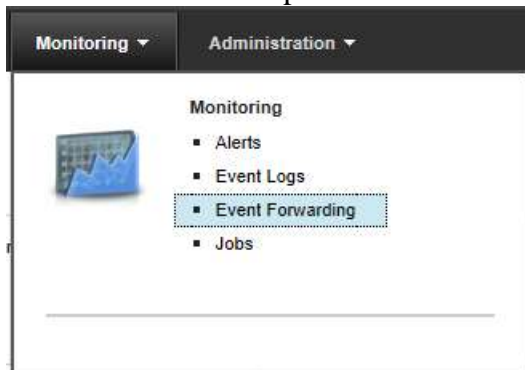 Monitoring Administration
Monitoring
Alerts
Event Logs
Event Forwarding
Jobs